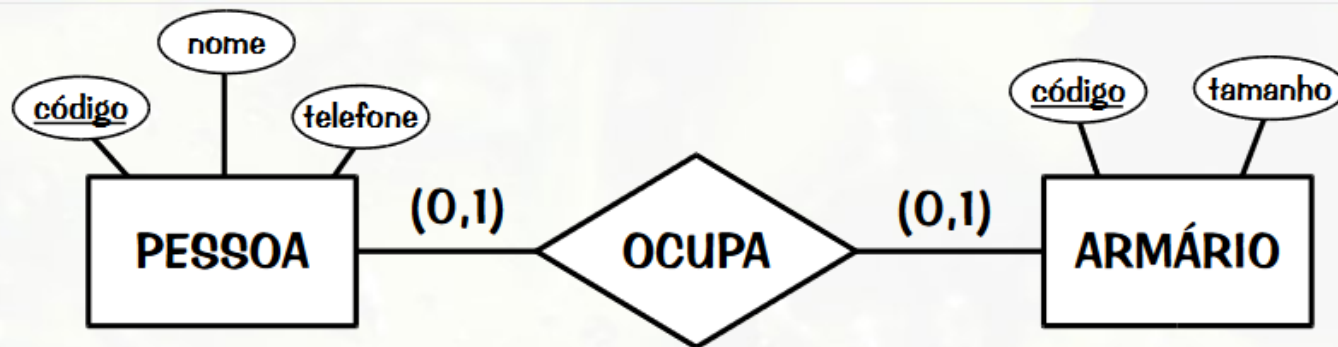 nome
código
telefone
código
tamanho
(0,1)
(0,1)
PESSOA
OCUPA
ARMÁRIO